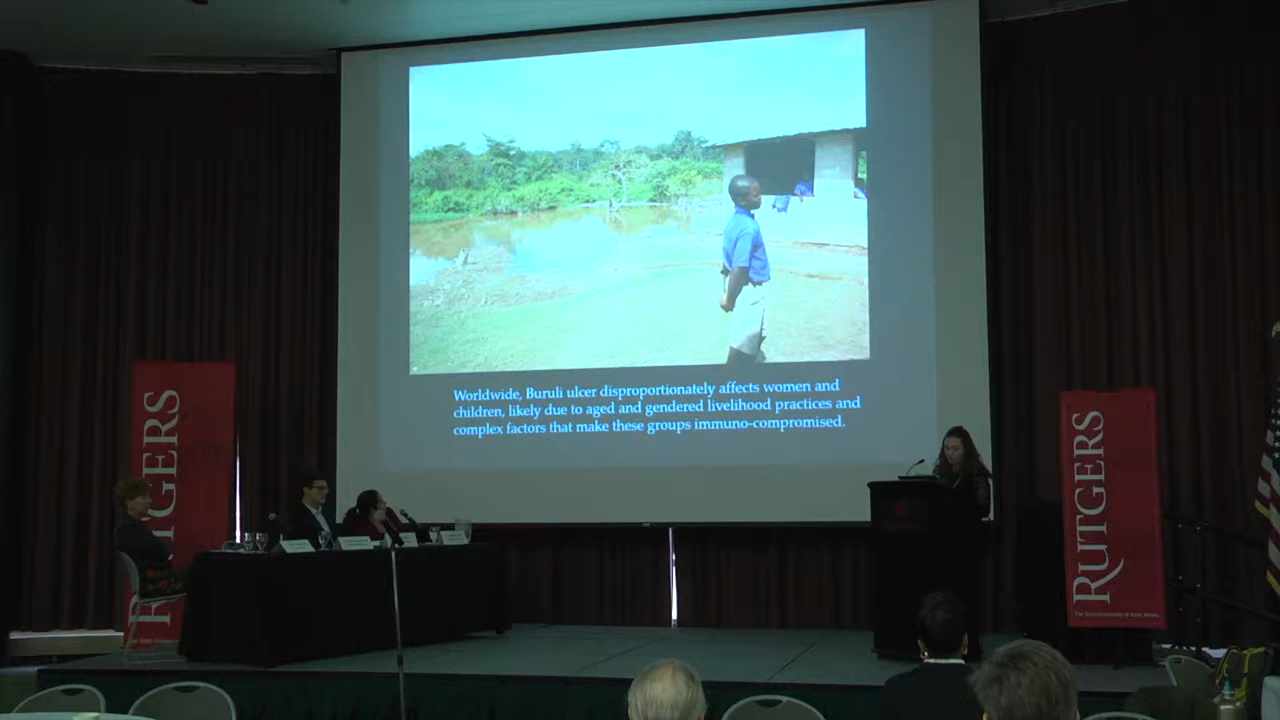 Worldwide, Buruli ulcer disproportionately affects women and
children, likely due to aged and gendered livelihood practices and
complex factors that make these groups immuno-compromised.
RUTGERS
RUTGERS